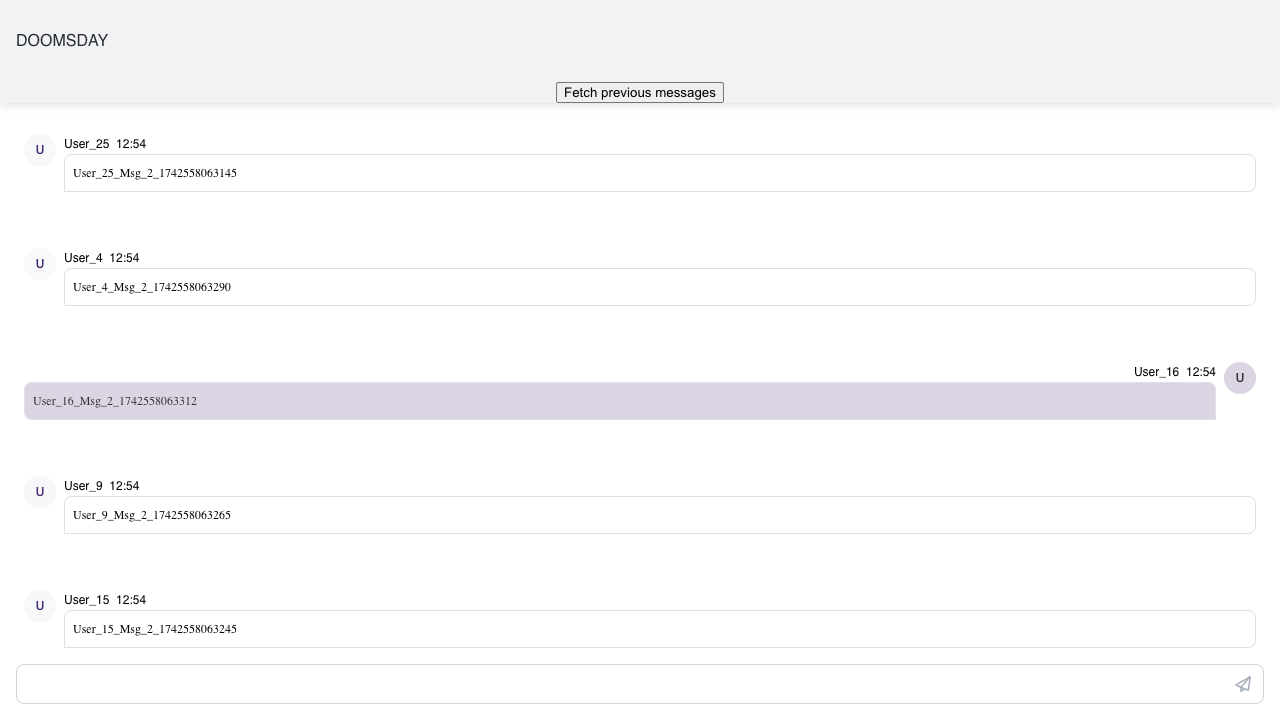 DOOMSDAY
Fetch previous messages
U
User_25 12:54
User_25_Msg_2_1742558063145
U
User_4 12:54
User_4_Msg_2_1742558063290
User_16 12:54
U
User_16_Msg_2_1742558063312
U
User_9 12:54
User_9_Msg_2_1742558063265
U
User_15 12:54
User_15_Msg_2_1742558063245